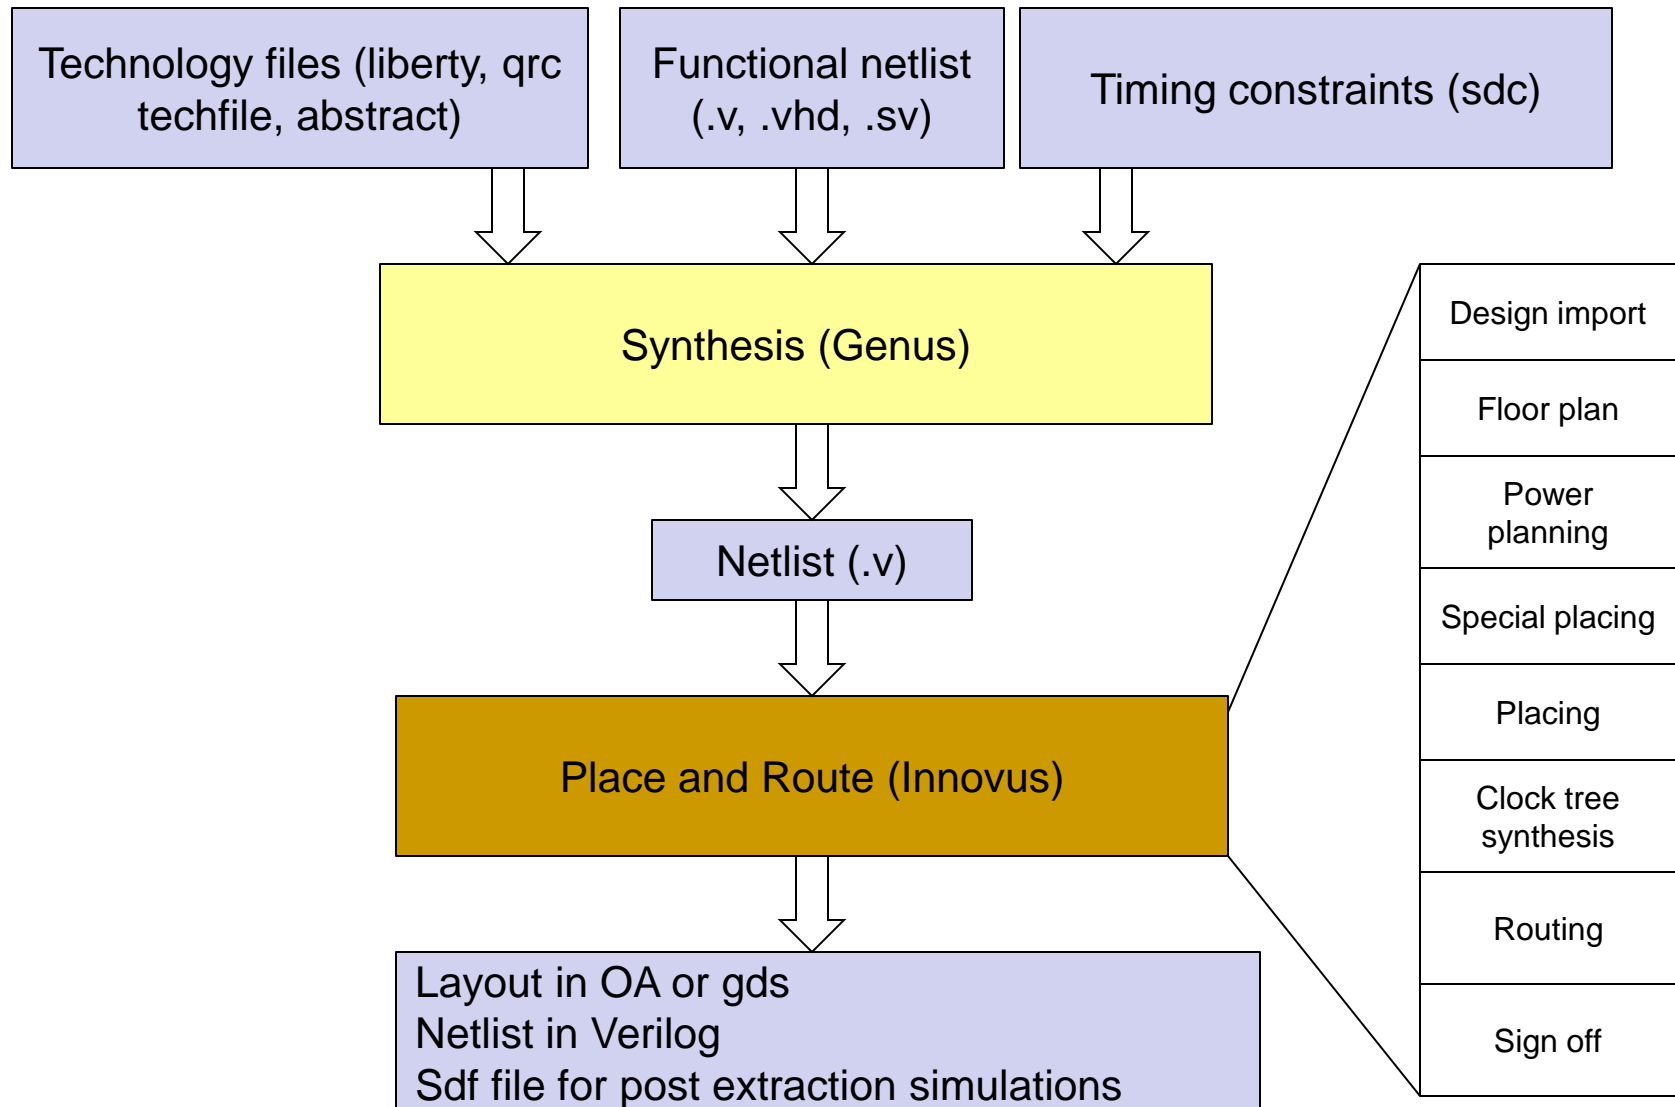 Technology files (liberty, qrc
techfile, abstract)
Functional netlist
(.v, .vhd, .sv)
Timing constraints (sdc)
Synthesis (Genus)
Netlist (.v)
Place and Route (Innovus)
Layout in OA or gds
Netlist in Verilog
Sdf file for post extraction simulations
Design import
Floor plan
Power
planning
Special placing
Placing
Clock tree
synthesis
Routing
Sign off